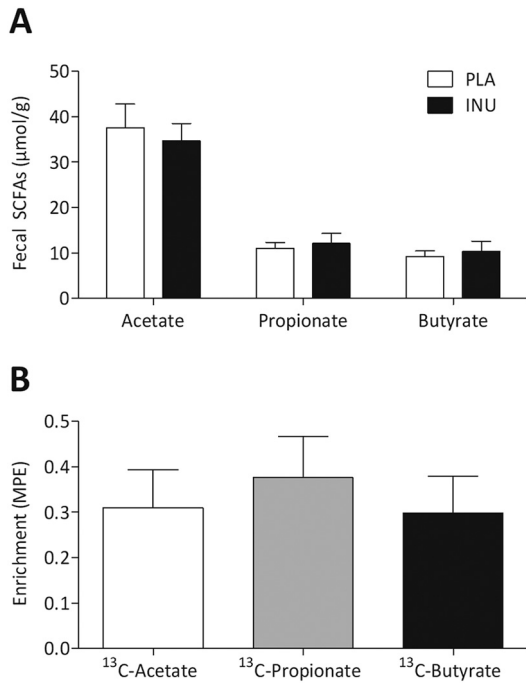 A
Fecal SCFAs (μmol/g)
50
40
30
20
10
0
PLA
INU
Acetate Propionate Butyrate
B
Enrichment (MPE)
0.5
0.4
0.3
0.2
0.1
0.0
¹³C-Acetate ¹³C-Propionate ¹³C-Butyrate